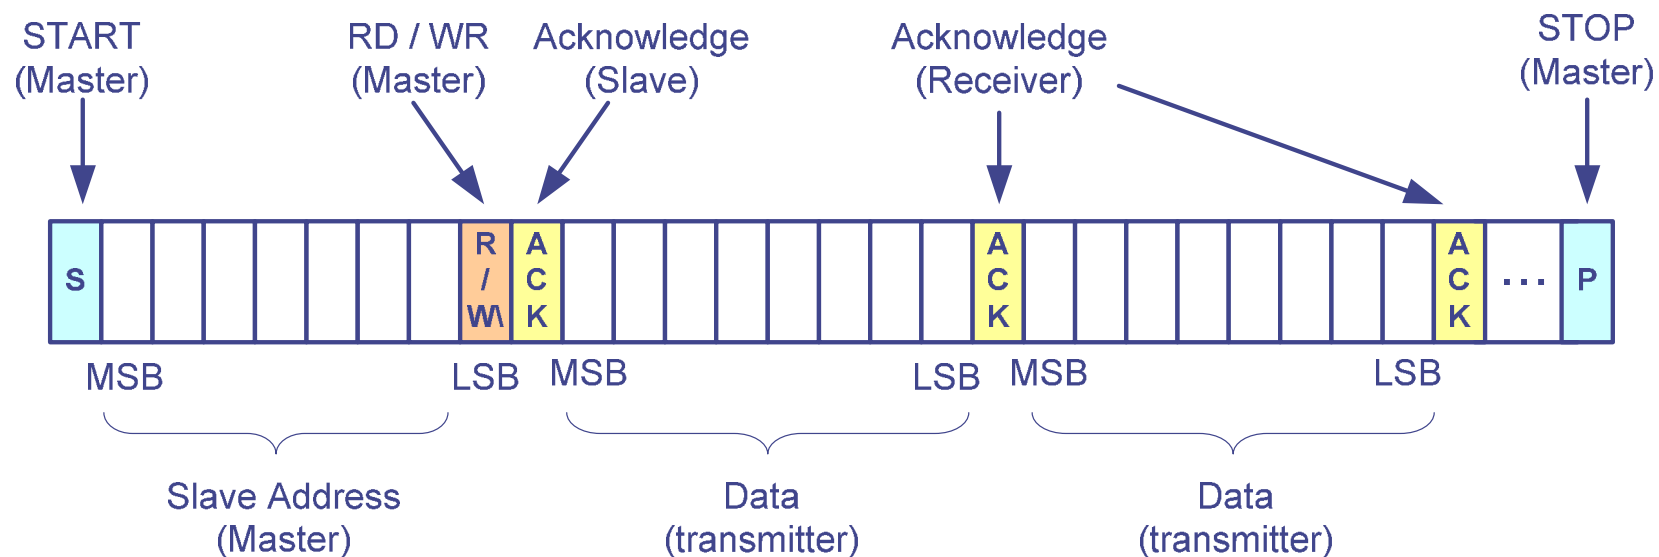 START
(Master)
RD / WR
(Master)
Acknowledge
(Slave)
Acknowledge
(Receiver)
STOP
(Master)
S
R
/
W\
A
C
K
A
C
K
A
C
K
...
P
MSB
LSB
MSB
LSB
MSB
LSB
Slave Address
(Master)
Data
(transmitter)
Data
(transmitter)